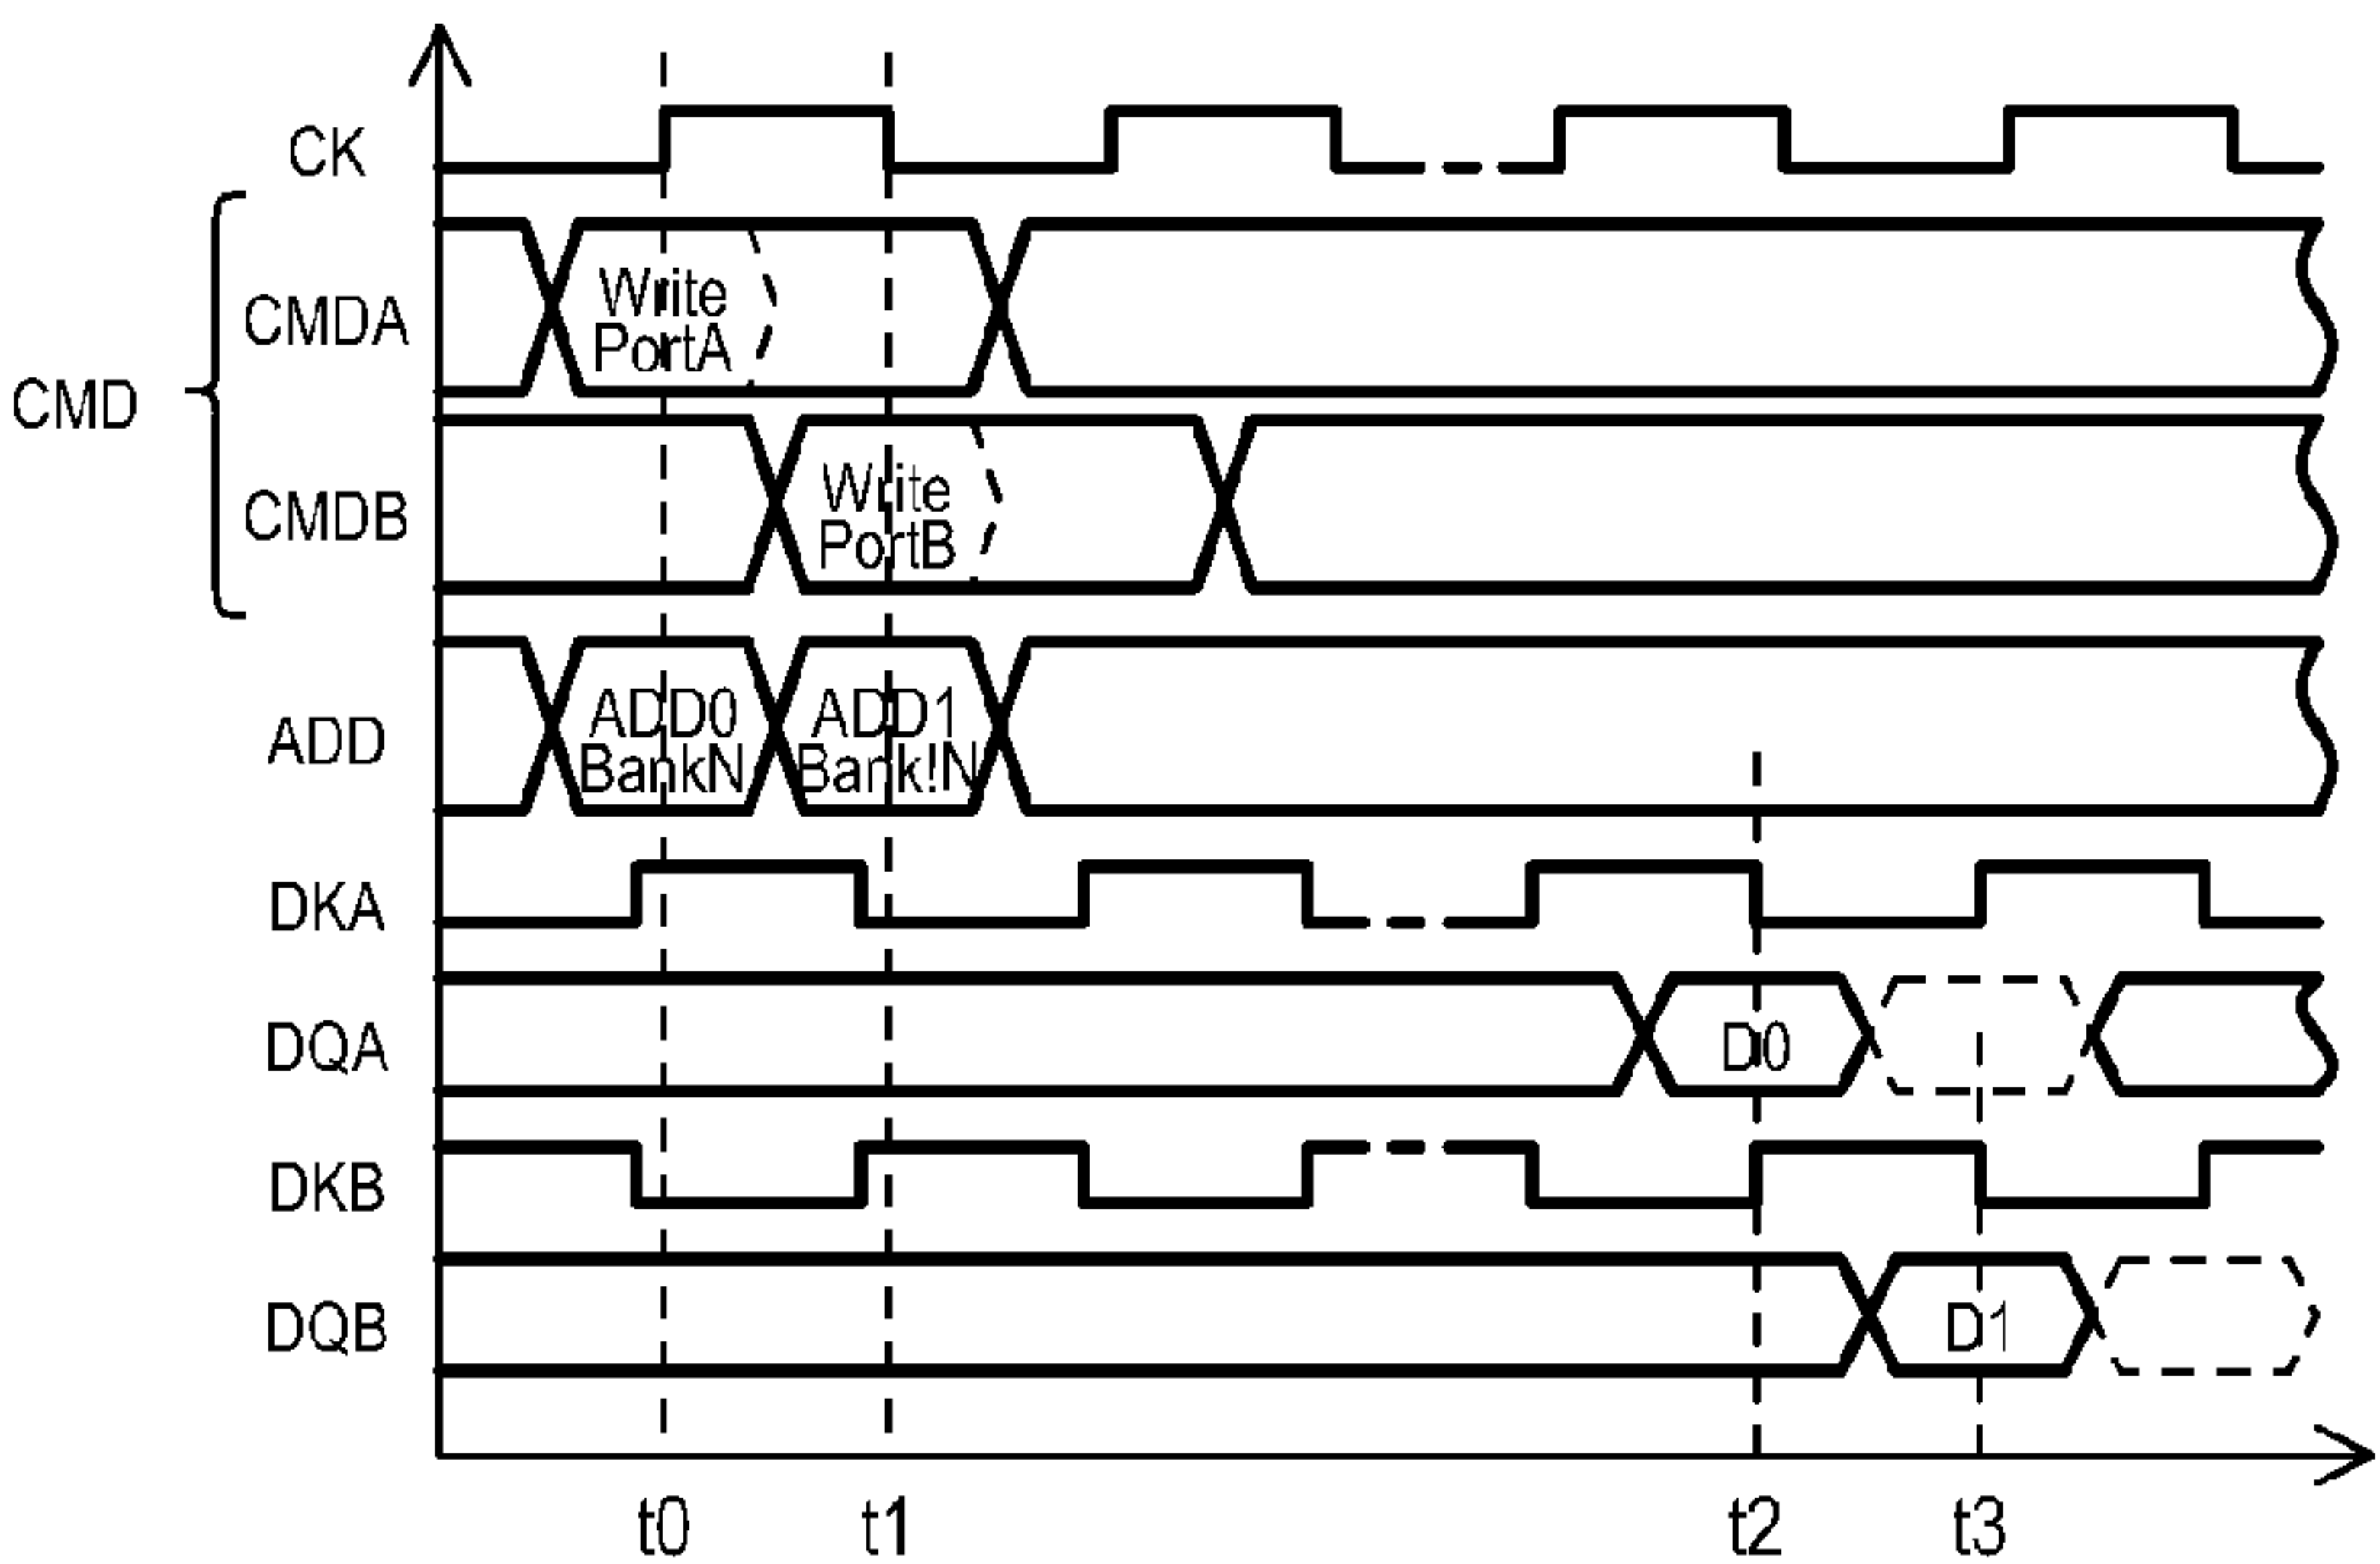 CK
CMD
CMDA
Write
PortA
CMDB
Write
PortB
ADD
ADD0
BankN
ADD1
Bank!N
DKA
DQA
D0
DKB
DQB
D1
t0
t1
t2
t3